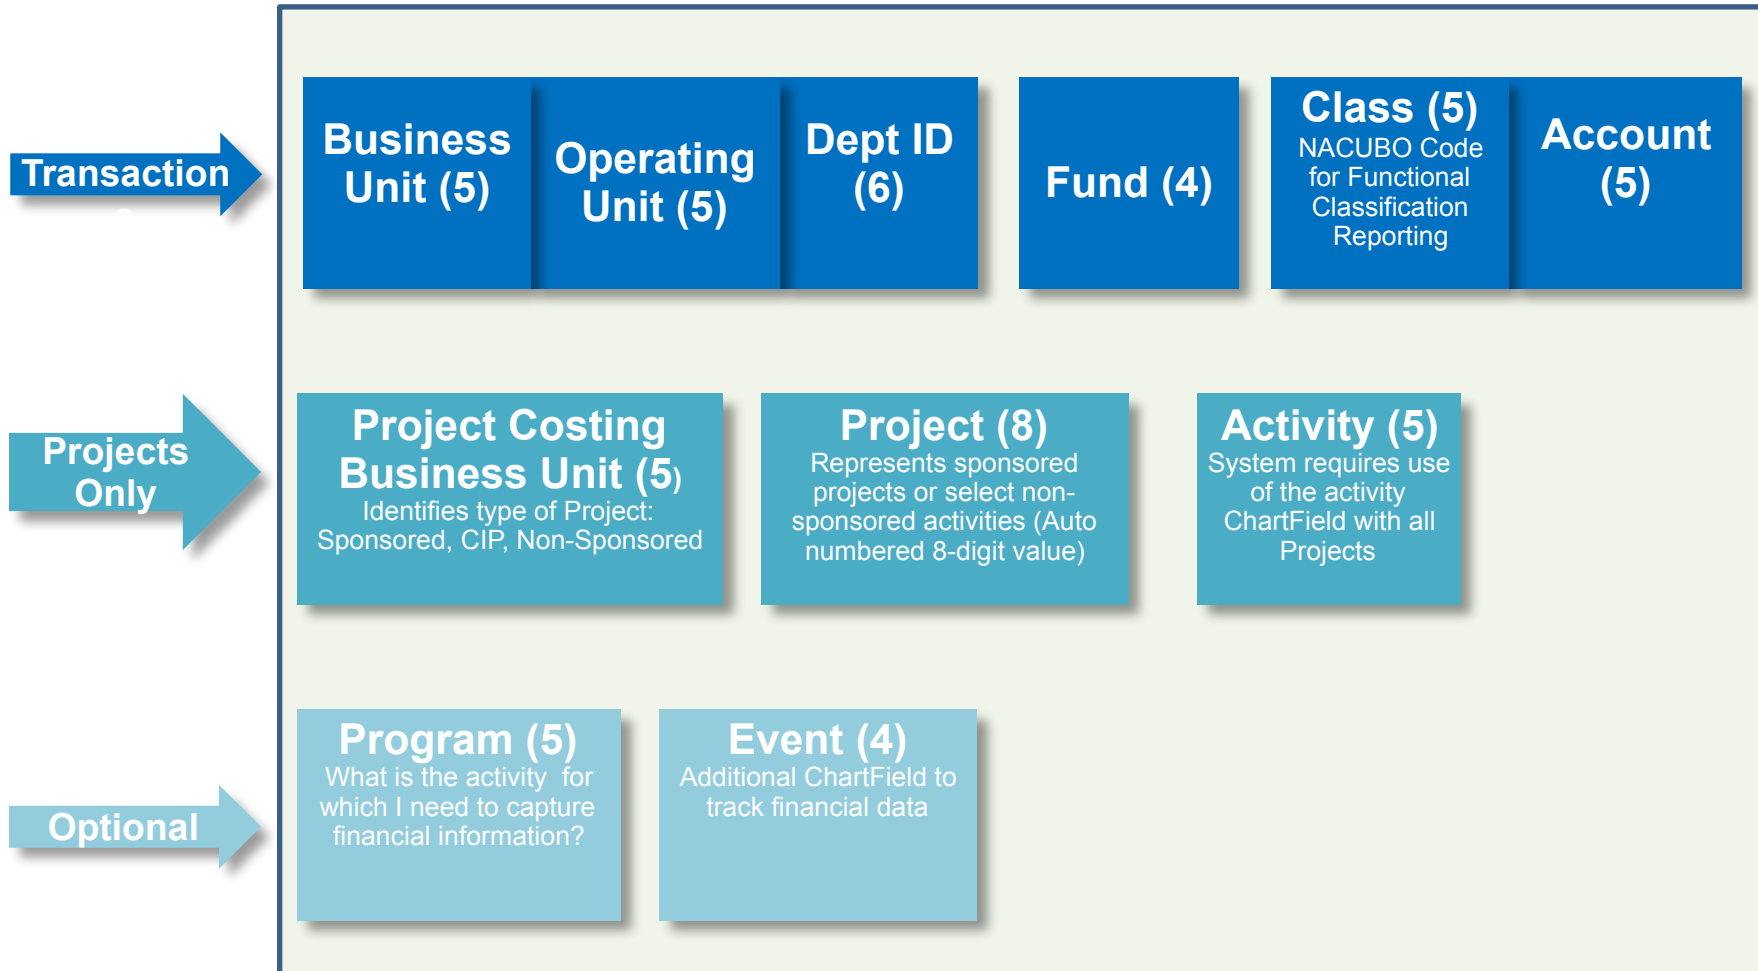 Transaction
Business
Unit (5)
Operating
Unit (5)
Dept ID
(6)
Fund (4)
Class (5)
NACUBO Code
for Functional
Classification
Reporting
Account
(5)
Projects
Only
Project Costing
Business Unit (5)
Identifies type of Project:
Sponsored, CIP, Non-Sponsored
Project (8)
Represents sponsored
projects or select non-
sponsored activities (Auto
numbered 8-digit value)
Activity (5)
System requires use
of the activity
ChartField with all
Projects
Optional
Program (5)
What is the activity  for
which I need to capture
financial information?
Event (4)
Additional ChartField to
track financial data